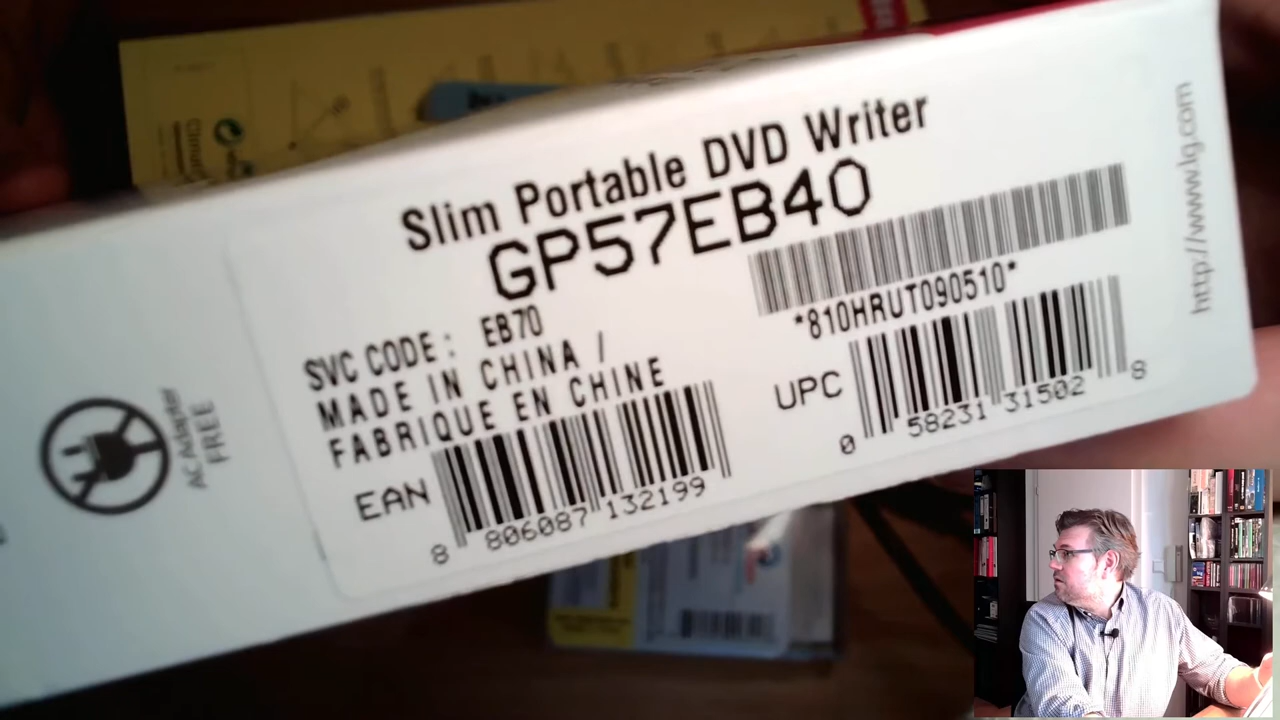 Slim Portable DVD Writer
GP57EB40
*810HRUT090510*
SVC CODE : EB70
MADE IN CHINA /
FABRIQUE EN CHINE
EAN
8 806087 132199
UPC
0 58231 31502 8
AC Adapter
FREE
http://www.lg.com